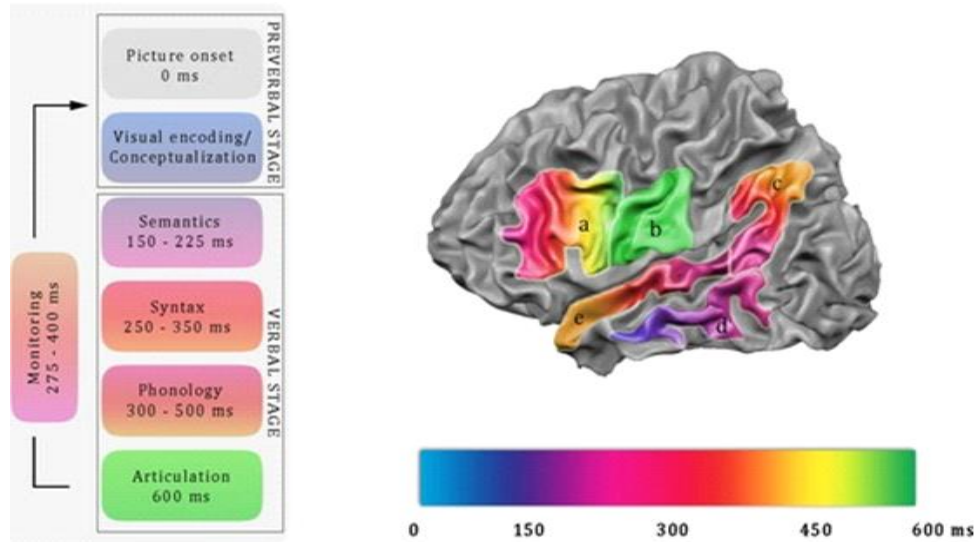 Picture onset
0 ms
Visual encoding/
Conceptualization
PREVERBAL STAGE
Semantics
150 - 225 ms
Syntax
250 - 350 ms
Phonology
300 - 500 ms
Articulation
600 ms
VERBAL STAGE
Monitoring
275 - 400 ms
a
b
c
d
e
0 150 300 450 600 ms